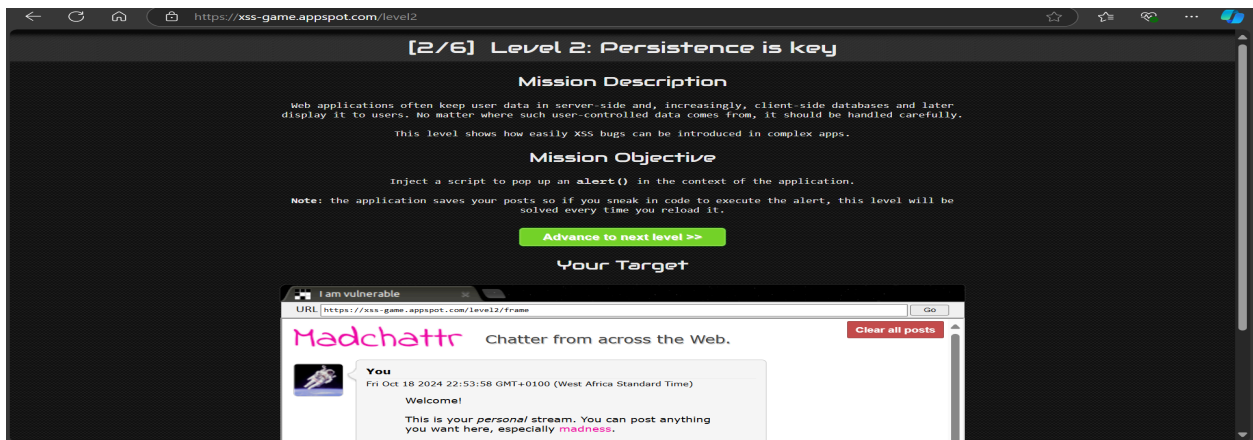 https://xss-game.appspot.com/level2
[2/6] Level 2: Persistence is key
Mission Description
Web applications often keep user data in server-side and, increasingly, client-side databases and later
display it to users. No matter where such user-controlled data comes from, it should be handled carefully.
This level shows how easily XSS bugs can be introduced in complex apps.
Mission Objective
Inject a script to pop up an alert() in the context of the application.
Note: the application saves your posts so if you sneak in code to execute the alert, this level will be
solved every time you reload it.
Advance to next level >>
Your Target
I am vulnerable
URL https://xss-game.appspot.com/level2/frame Go
Madchattr Chatter from across the Web. Clear all posts
You
Fri Oct 18 2024 22:53:58 GMT+0100 (West Africa Standard Time)
Welcome!
This is your personal stream. You can post anything
you want here, especially madness.